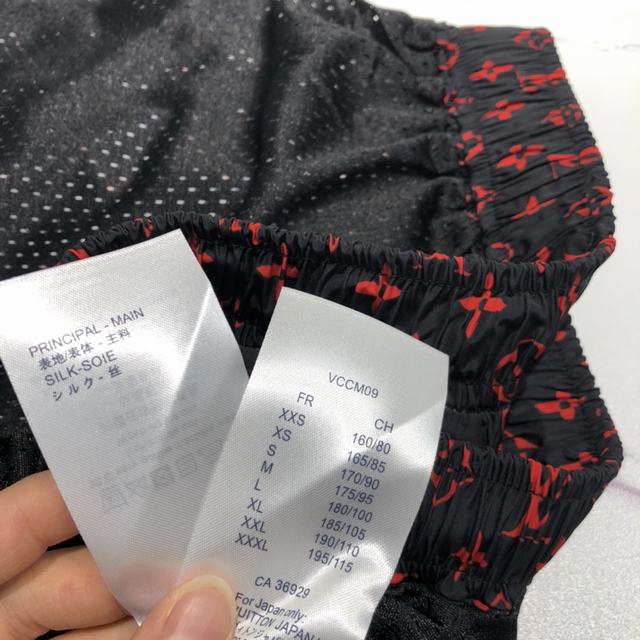 PRINCIPAL - MAIN
表地/表体 - 主料
SILK-SOIE
シルク - 丝
VCCM09
FR CH
XXS 160/80
XS 165/85
S 170/90
M 175/95
L 180/100
XL 185/105
XXL 190/110
XXXL 195/115
CA 36929
For Japan only:
VUITTON JAPAN